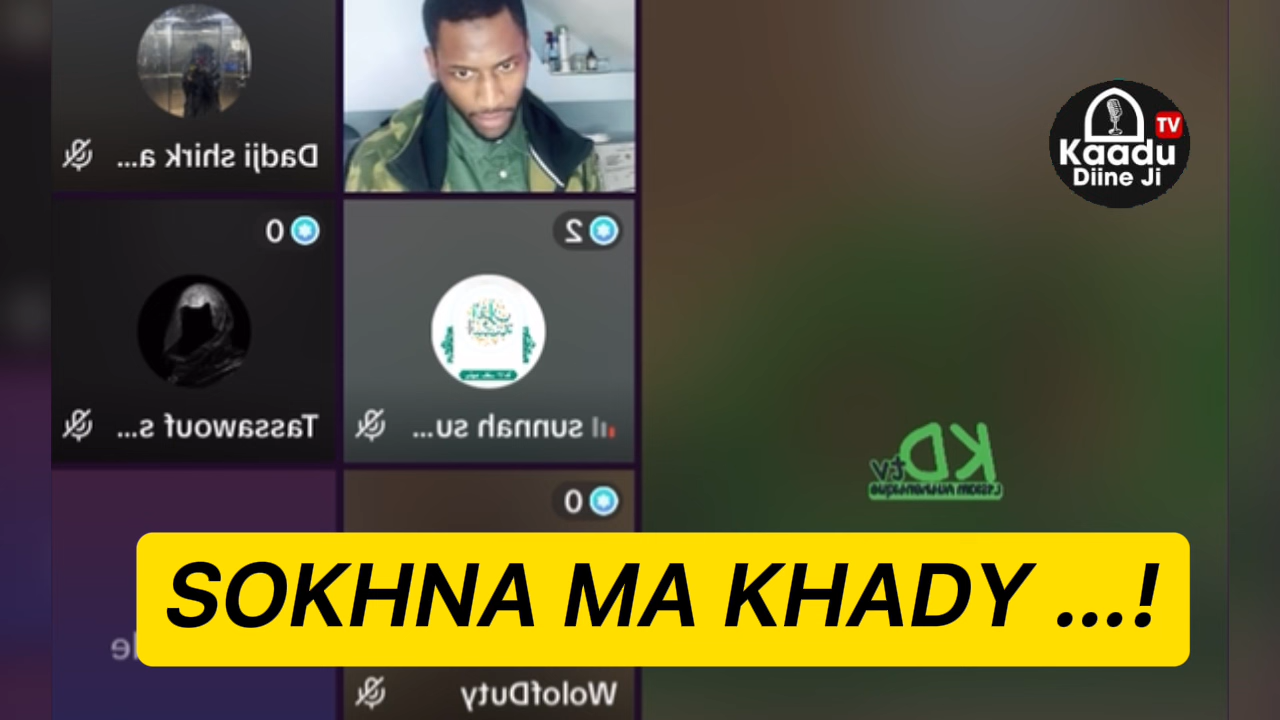 Dadji shirk a...
0
2
Tassawouf s...
sunnah su...
0
WolofDuty
TV
Kaadu
Diine Ji
KD tv
SOKHNA MA KHADY ...!